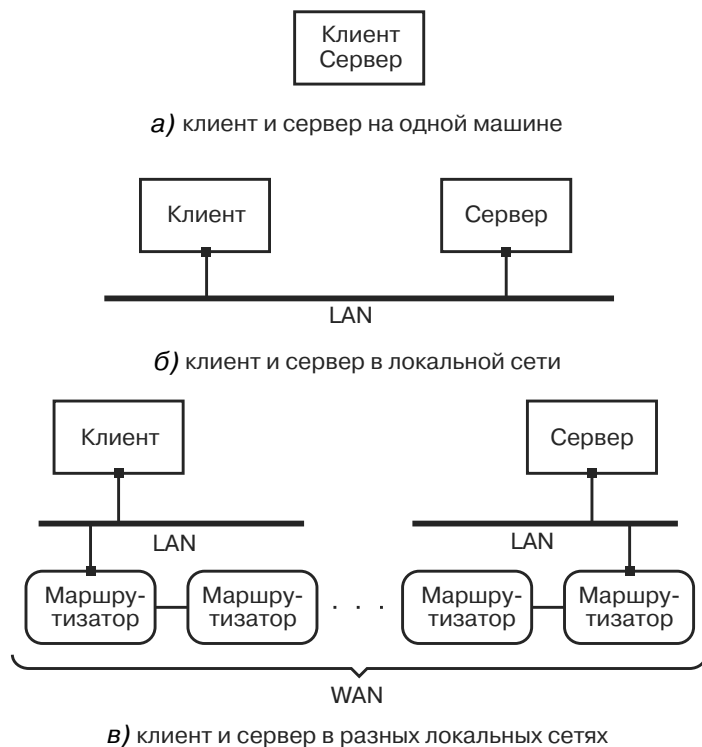 Клиент
Сервер
а) клиент и сервер на одной машине
Клиент
Сервер
LAN
б) клиент и сервер в локальной сети
Клиент
Сервер
LAN
LAN
Маршру-
тизатор
Маршру-
тизатор
. . .
Маршру-
тизатор
Маршру-
тизатор
WAN
в) клиент и сервер в разных локальных сетях